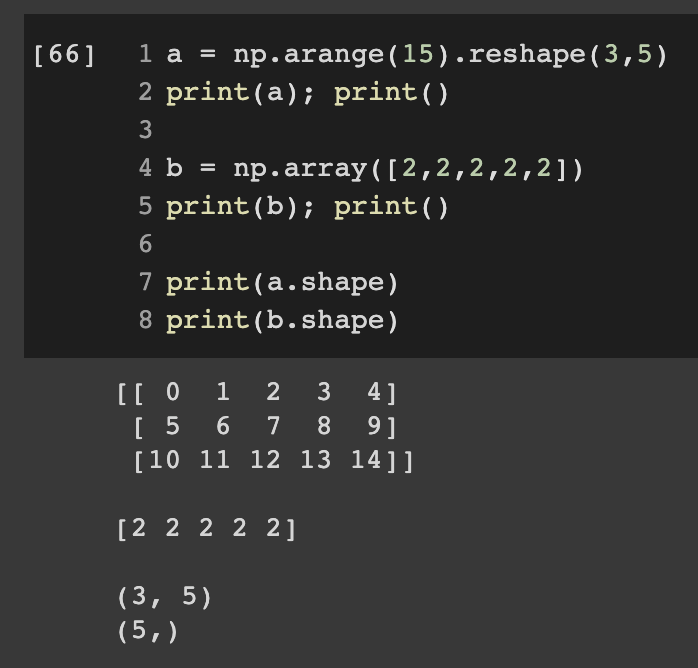 [66] 1 a = np.arange(15).reshape(3,5)
2 print(a); print()
3
4 b = np.array([2,2,2,2,2])
5 print(b); print()
6
7 print(a.shape)
8 print(b.shape)
[[ 0  1  2  3  4]
 [ 5  6  7  8  9]
 [10 11 12 13 14]]
[2 2 2 2 2]
(3, 5)
(5,)